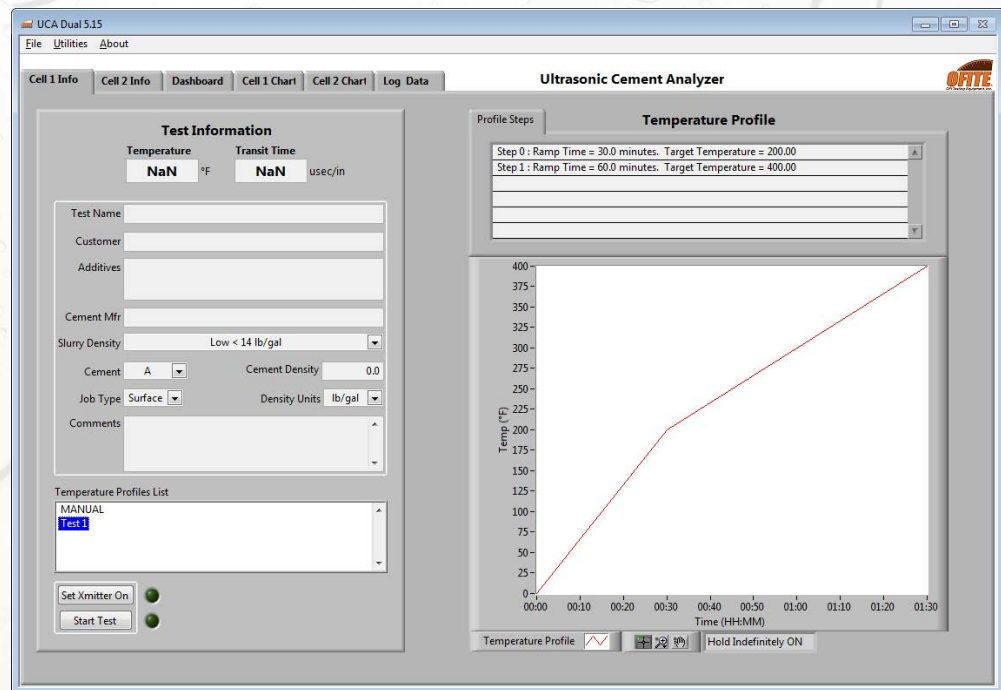 UCA Dual 5.15
File Utilities About
Cell 1 Info Cell 2 Info Dashboard Cell 1 Chart Cell 2 Chart Log Data
Ultrasonic Cement Analyzer
OFITE
Test Information
Temperature Transit Time
NaN °F NaN usec/in
Test Name
Customer
Additives
Cement Mfr
Slurry Density Low < 14 lb/gal
Cement A Cement Density 0.0
Job Type Surface Density Units lb/gal
Comments
Temperature Profiles List
MANUAL
Test 1
Set Xmitter On
Start Test
Profile Steps Temperature Profile
Step 0 : Ramp Time = 30.0 minutes. Target Temperature = 200.00
Step 1 : Ramp Time = 60.0 minutes. Target Temperature = 400.00
400
375
350
325
300
275
250
225
200
175
150
125
100
75
50
25
0
Temp (°F)
00:00 00:10 00:20 00:30 00:40 00:50 01:00 01:10 01:20 01:30
Time (HH:MM)
Temperature Profile Hold Indefinitely ON